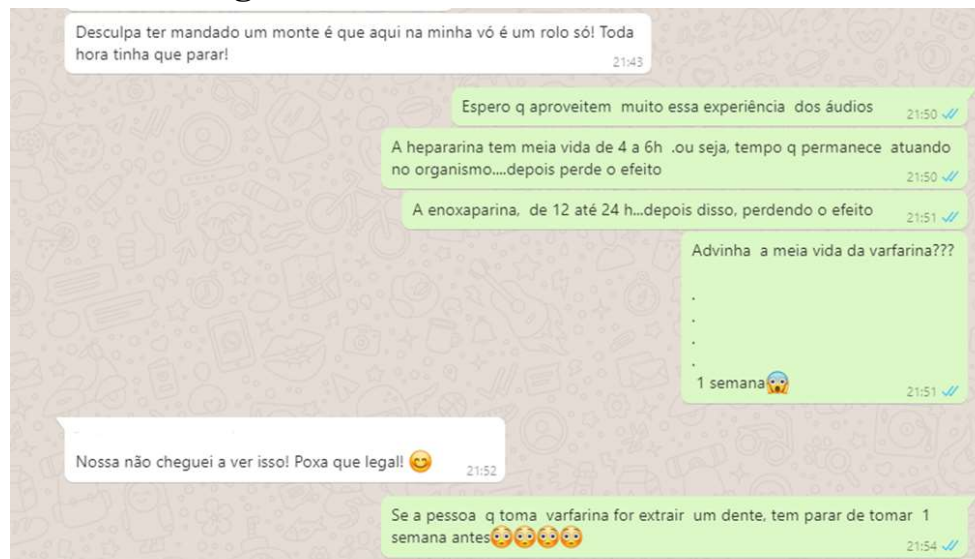 Desculpa ter mandado um monte é que aqui na minha vó é um rolo só! Toda
hora tinha que parar!
21:43
Espero q aproveitem muito essa experiência dos áudios
21:50
A hepararina tem meia vida de 4 a 6h .ou seja, tempo q permanece atuando
no organismo....depois perde o efeito
21:50
A enoxaparina, de 12 até 24 h...depois disso, perdendo o efeito
21:51
Advinha a meia vida da varfarina???
.
.
.
.
1 semana😱
21:51
Nossa não cheguei a ver isso! Poxa que legal! 😊
21:52
Se a pessoa q toma varfarina for extrair um dente, tem parar de tomar 1
semana antes😳😳😳😳
21:54